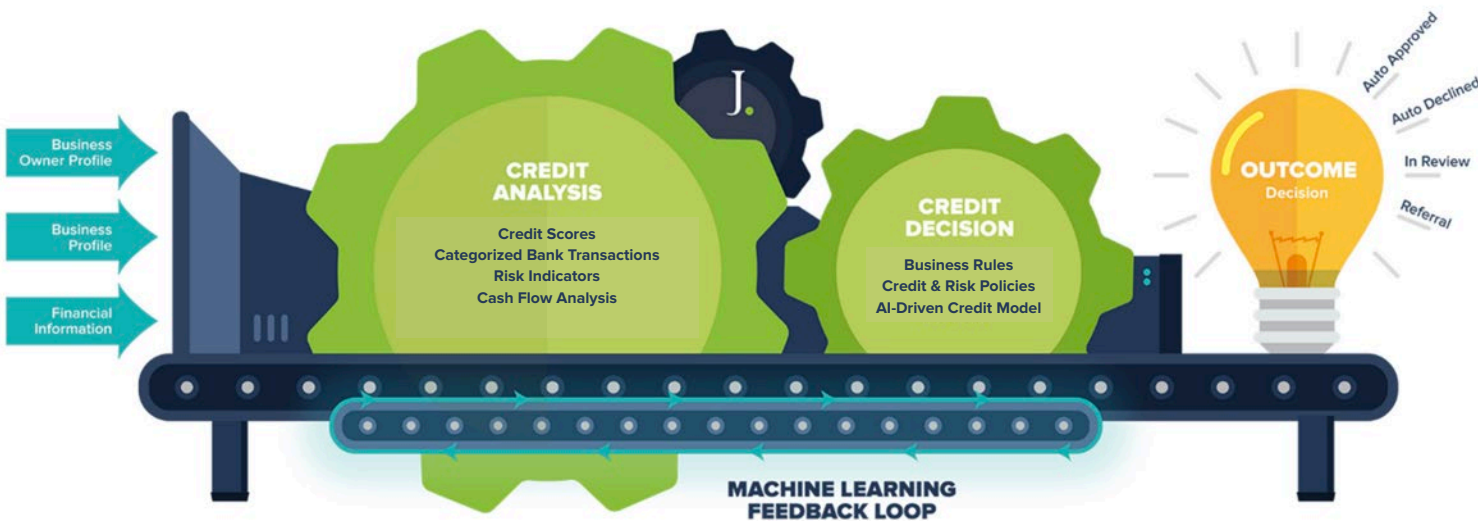 Business
Owner Profile
Business
Profile
Financial
Information
CREDIT
ANALYSIS
Credit Scores
Categorized Bank Transactions
Risk Indicators
Cash Flow Analysis
J.
CREDIT
DECISION
Business Rules
Credit & Risk Policies
AI-Driven Credit Model
OUTCOME
Decision
Auto Approved
Auto Declined
In Review
Referral
MACHINE LEARNING
FEEDBACK LOOP